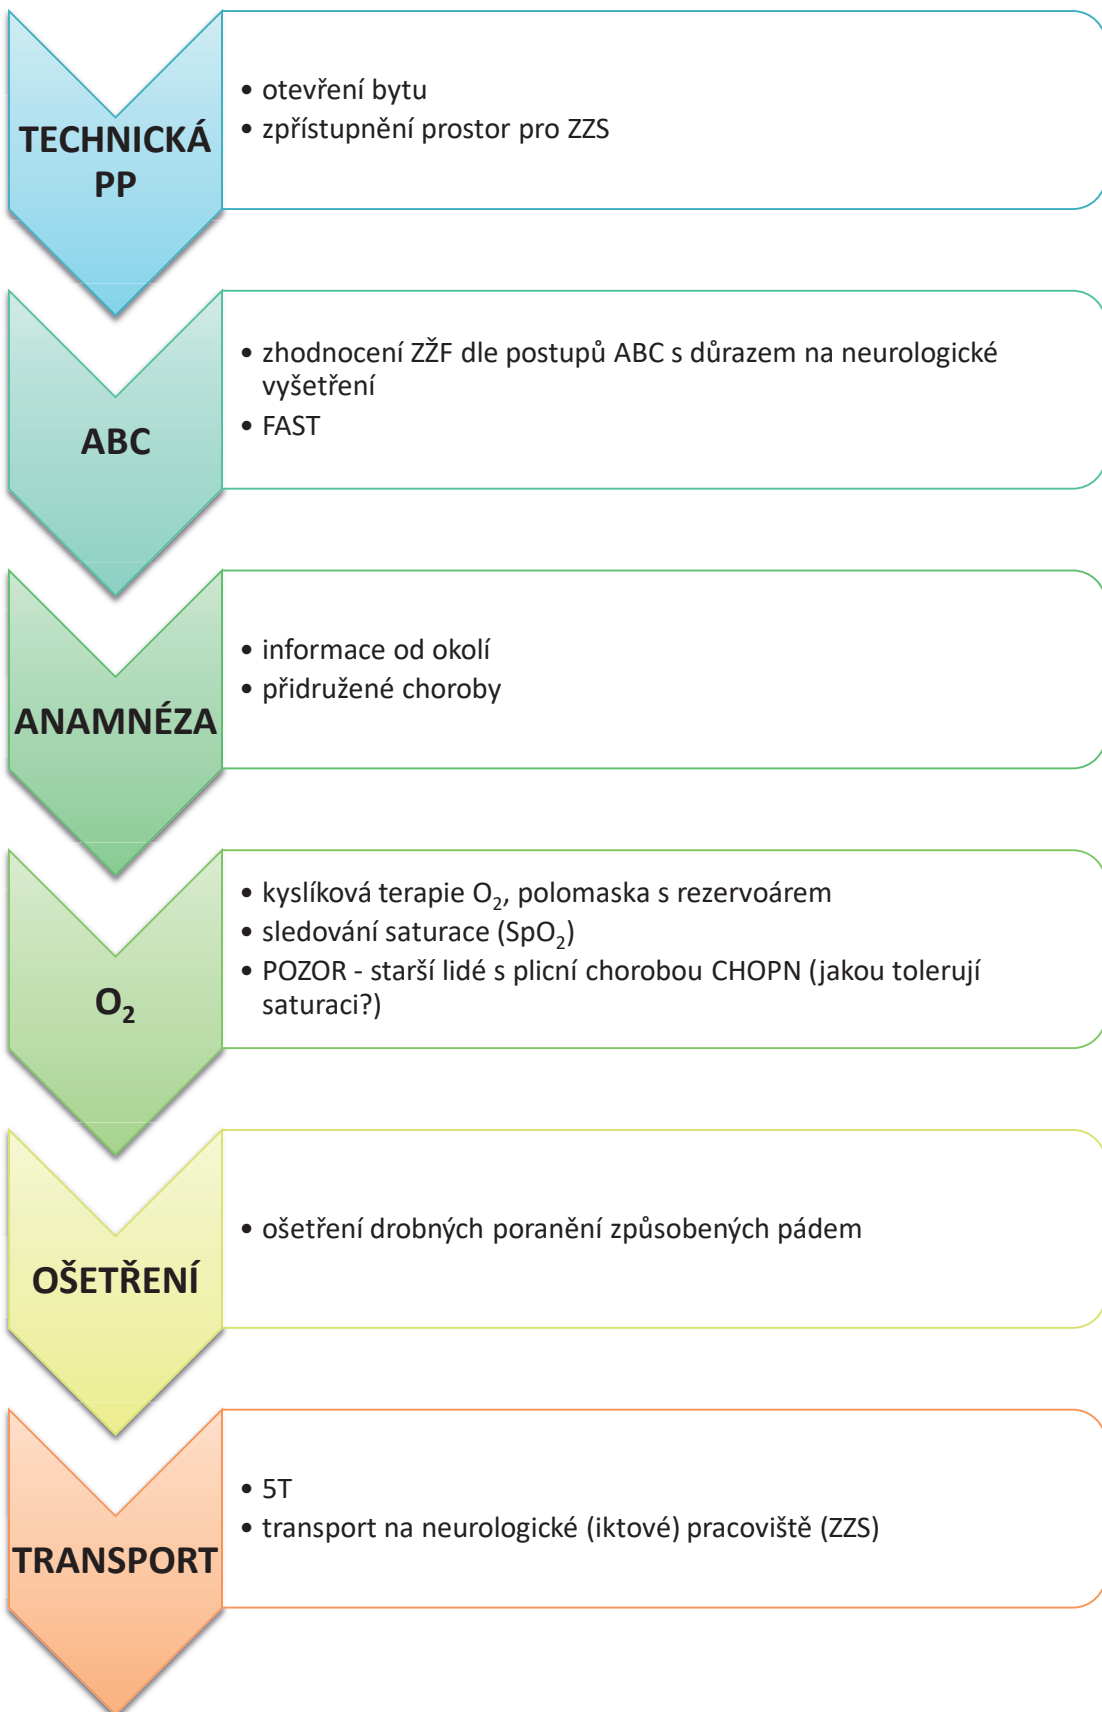 TECHNICKÁ
PP
• otevření bytu
• zpřístupnění prostor pro ZZS
ABC
• zhodnocení ZŽF dle postupů ABC s důrazem na neurologické
vyšetření
• FAST
ANAMNÉZA
• informace od okolí
• přidružené choroby
O₂
• kyslíková terapie O₂, polomaska s rezervoárem
• sledování saturace (SpO₂)
• POZOR - starší lidé s plicní chorobou CHOPN (jakou tolerují
saturaci?)
OŠETŘENÍ
• ošetření drobných poranění způsobených pádem
TRANSPORT
• 5T
• transport na neurologické (iktové) pracoviště (ZZS)